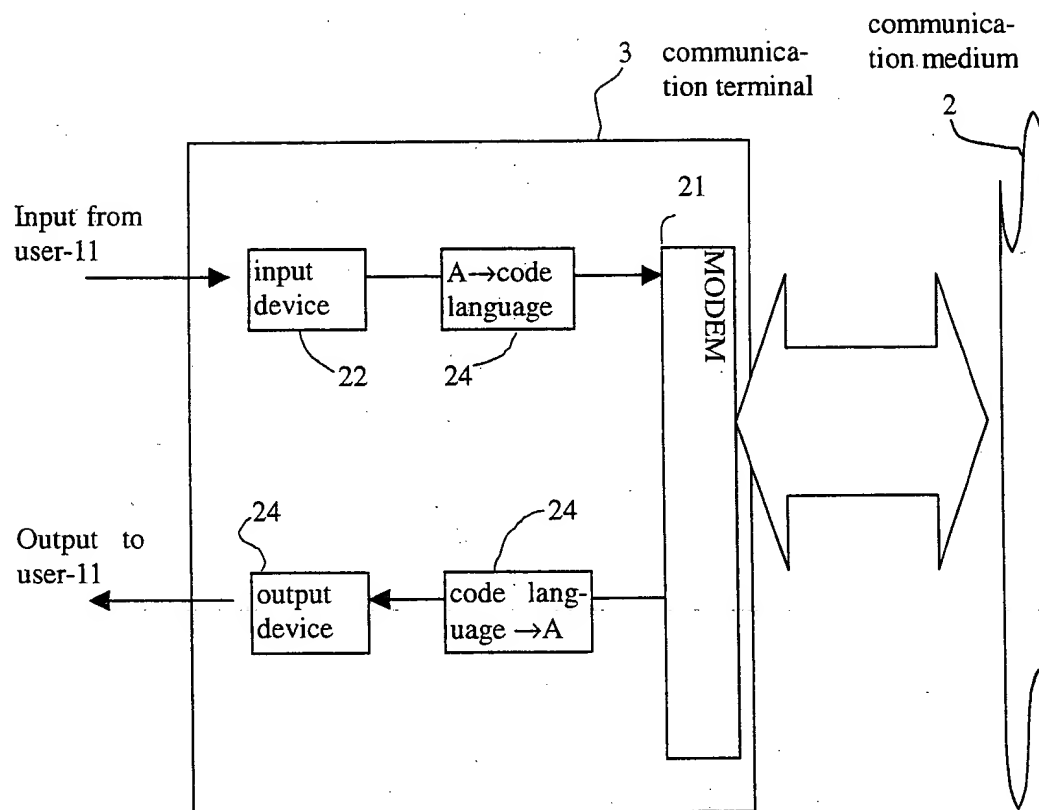 communica-
tion medium
2
3
communica-
tion terminal
21
Input from
user-11
input
device
A→code
language
MODEM
22
24
24
24
Output to
user-11
output
device
code lang-
uage →A